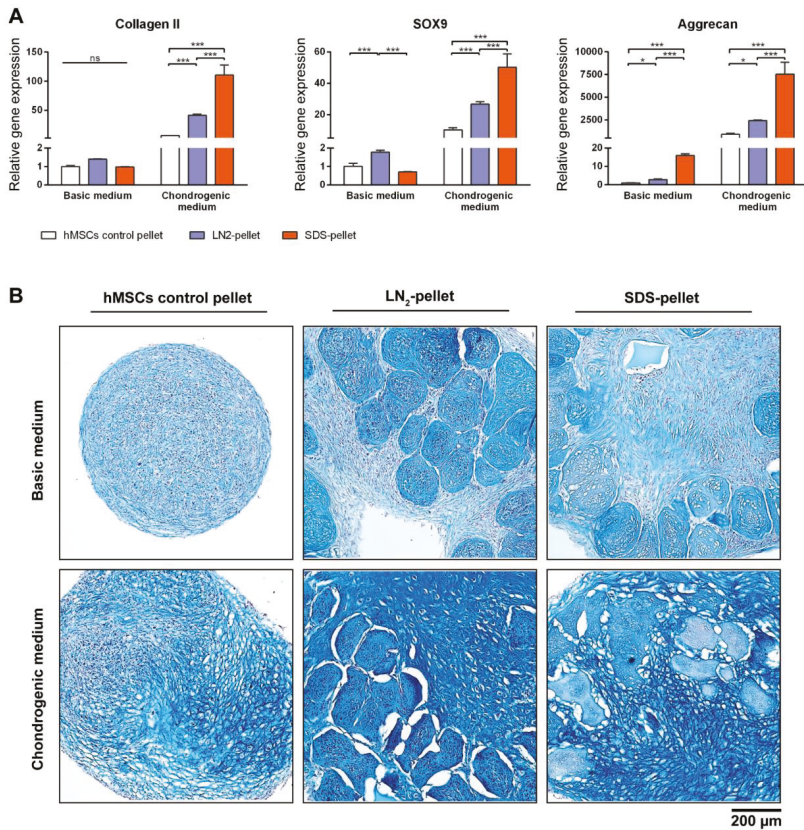 A
Collagen II
Relative gene expression
150
100
50
2
1
0
ns
***
***
***
Basic medium
Chondrogenic
medium
SOX9
Relative gene expression
60
40
20
2
1
0
***
***
***
***
***
Basic medium
Chondrogenic
medium
Aggrecan
Relative gene expression
10000
7500
5000
2500
20
10
0
***
*
***
***
*
***
Basic medium
Chondrogenic
medium
hMSCs control pellet
LN2-pellet
SDS-pellet
B
hMSCs control pellet
LN₂-pellet
SDS-pellet
Basic medium
Chondrogenic medium
200 µm